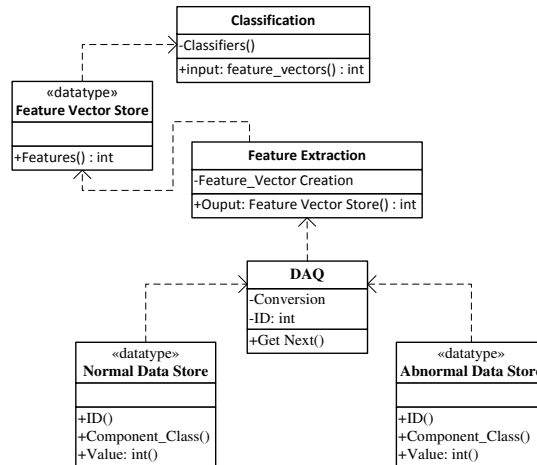 Classification
-Classifiers()
+input: feature_vectors() : int
«datatype»
Feature Vector Store
+Features() : int
Feature Extraction
-Feature_Vector Creation
+Ouput: Feature Vector Store() : int
DAQ
-Conversion
-ID: int
+Get Next()
«datatype»
Normal Data Store
+ID()
+Component_Class()
+Value: int()
«datatype»
Abnormal Data Store
+ID()
+Component_Class()
+Value: int()